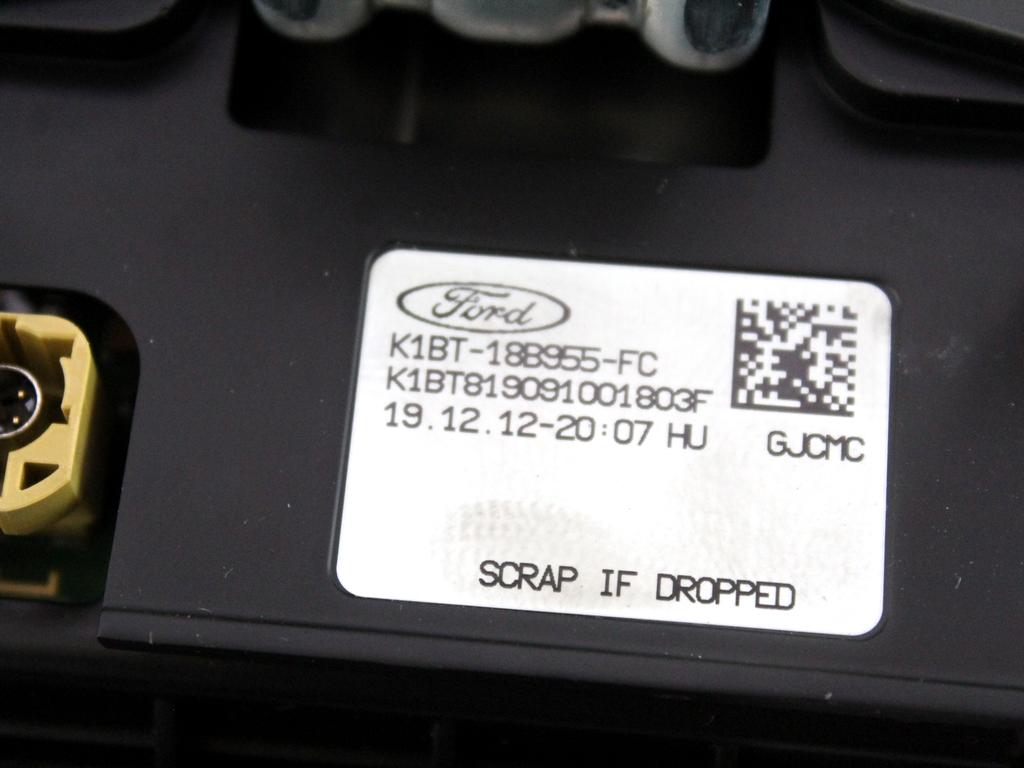 Ford
K1BT-18B955-FC
K1BT819091001803F
19.12.12-20:07 HU
GJCMC
SCRAP IF DROPPED